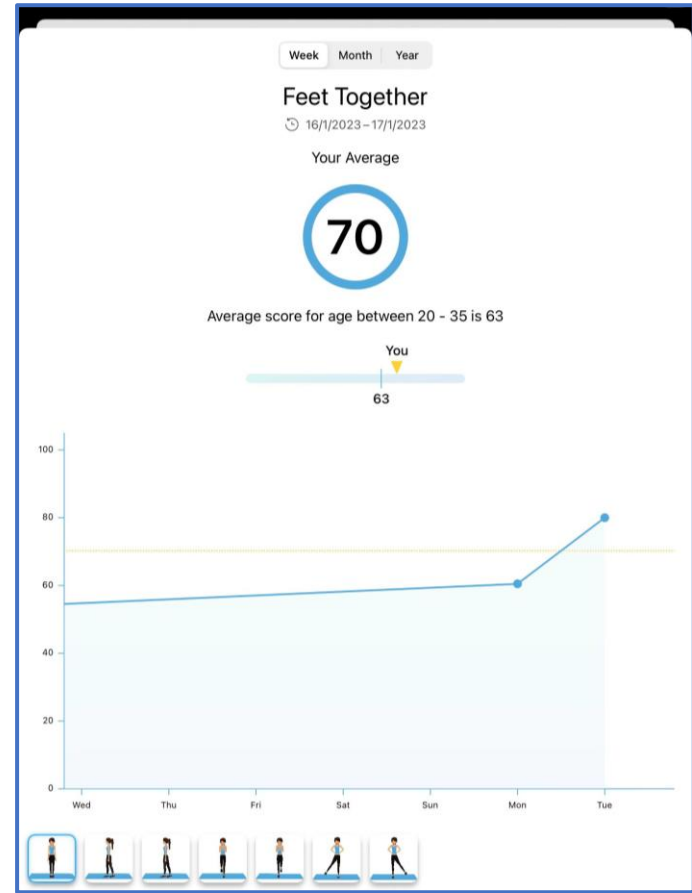 Week Month Year
Feet Together
16/1/2023 – 17/1/2023
Your Average
70
Average score for age between 20 - 35 is 63
You
63
100
80
60
40
20
0
Wed Thu Fri Sat Sun Mon Tue